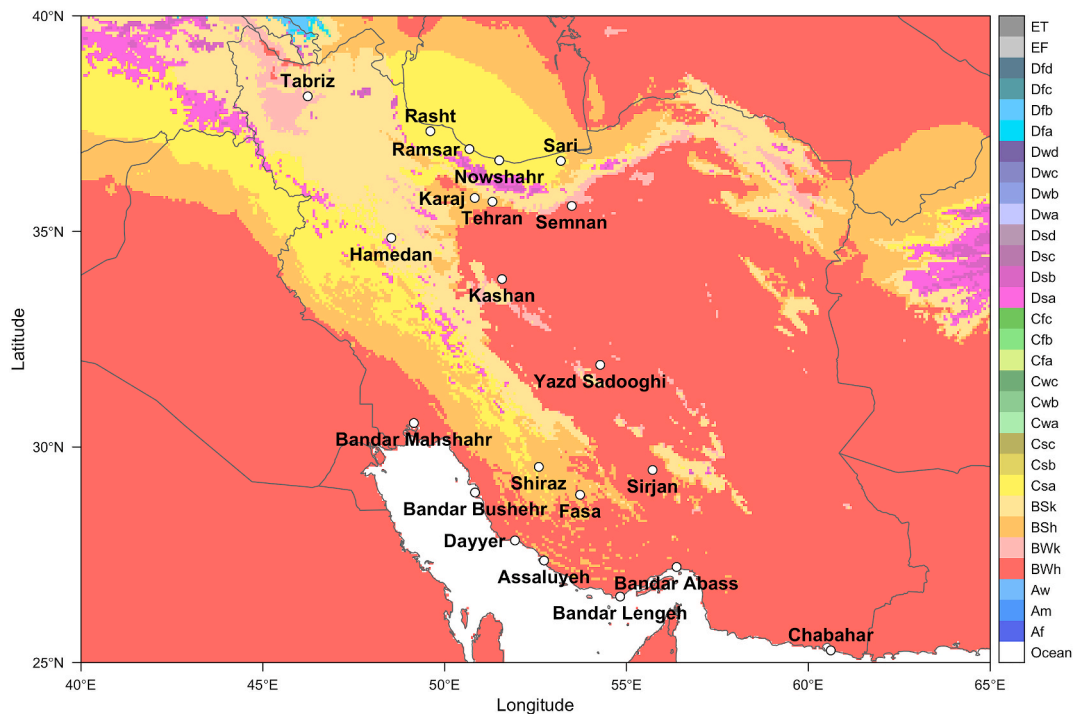 40°N
35°N
30°N
25°N
Latitude
40°E
45°E
50°E
55°E
60°E
65°E
Longitude
Tabriz
Rasht
Ramsar
Sari
Nowshahr
Karaj
Tehran
Semnan
Hamedan
Kashan
Yazd Sadooghi
Bandar Mahshahr
Shiraz
Sirjan
Bandar Bushehr
Fasa
Dayyer
Assaluyeh
Bandar Abass
Bandar Lengeh
Chabahar
ET
EF
Dfd
Dfc
Dfb
Dfa
Dwd
Dwc
Dwb
Dwa
Dsd
Dsc
Dsb
Dsa
Cfc
Cfb
Cfa
Cwc
Cwb
Cwa
Csc
Csb
Csa
BSk
BSh
BWk
BWh
Aw
Am
Af
Ocean